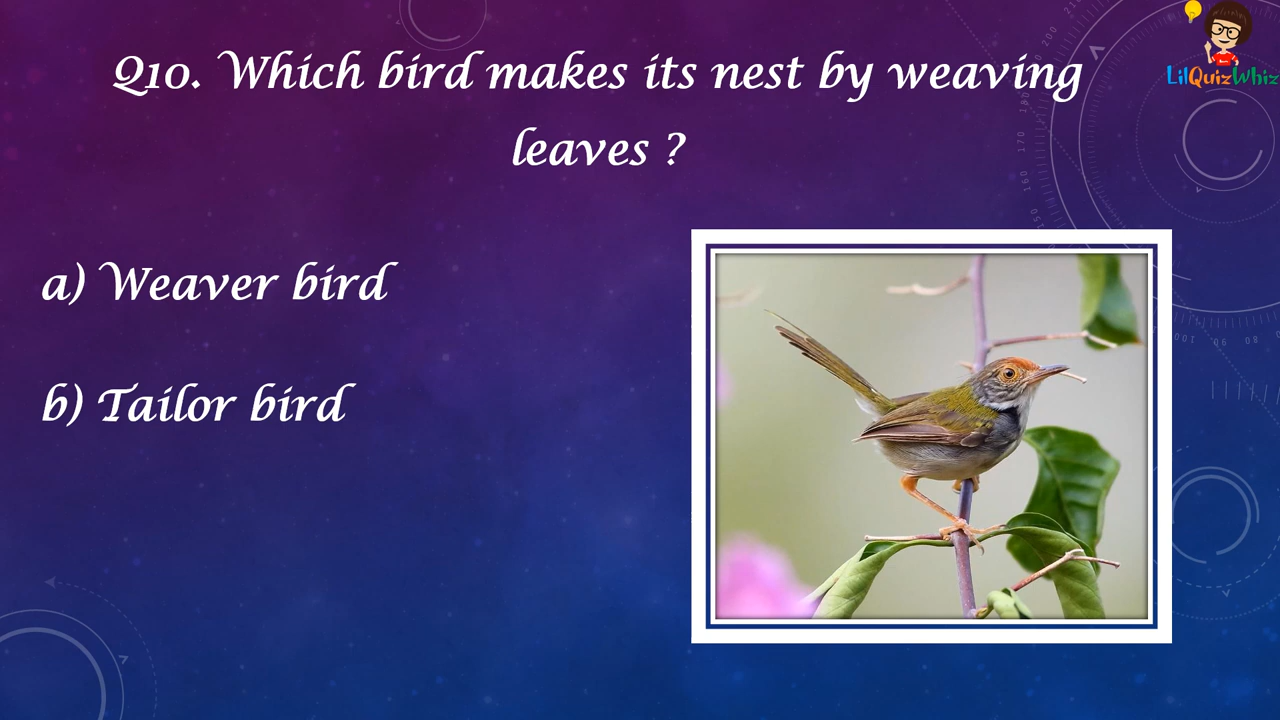 Q10. Which bird makes its nest by weaving
leaves ?
LilQuizWhiz
a) Weaver bird
b) Tailor bird